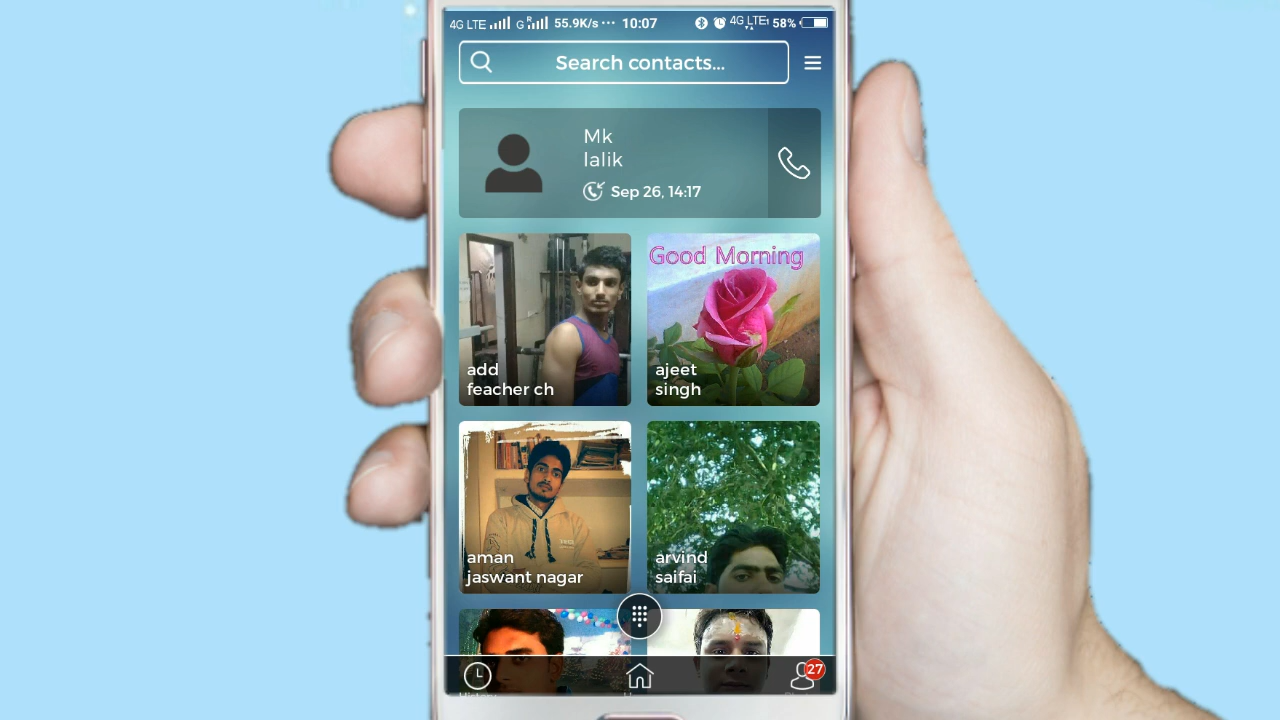 4G LTE G R 55.9K/s ··· 10:07 4G LTE 58%
Search contacts...
Mk
lalik
Sep 26, 14:17
Good Morning
add
feacher ch
ajeet
singh
aman
jaswant nagar
arvind
saifai
27
History